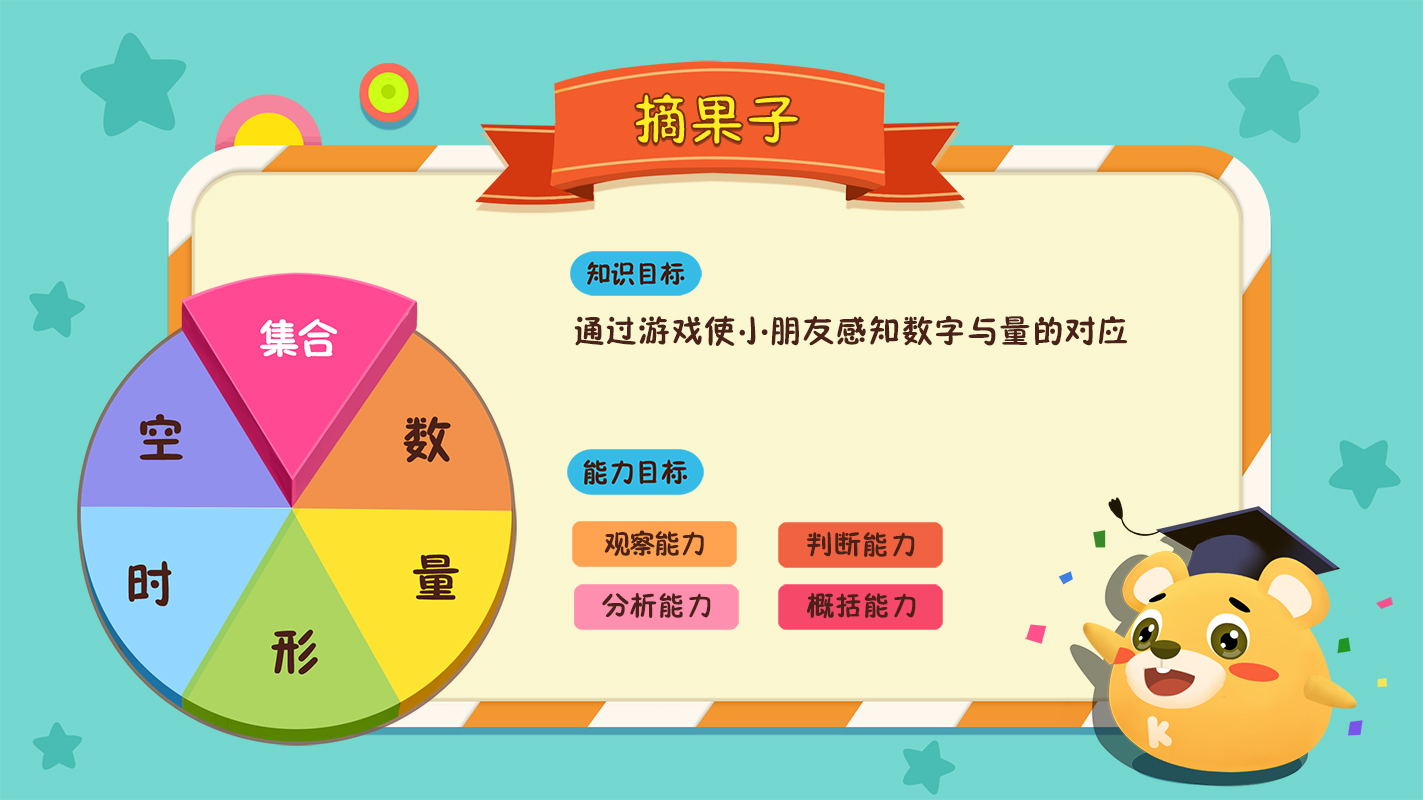 摘果子
集合
空
数
时
量
形
知识目标
通过游戏使小朋友感知数字与量的对应
能力目标
观察能力
判断能力
分析能力
概括能力
K